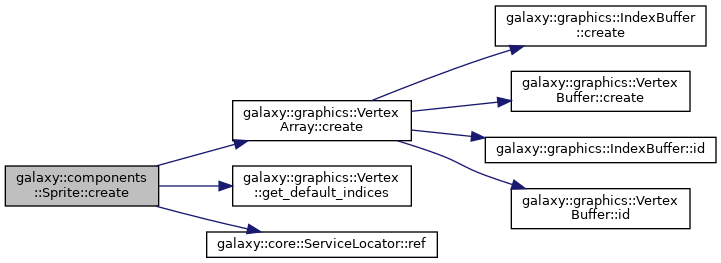 galaxy::components
::Sprite::create
galaxy::graphics::Vertex
Array::create
galaxy::graphics::Vertex
::get_default_indices
galaxy::core::ServiceLocator::ref
galaxy::graphics::IndexBuffer
::create
galaxy::graphics::Vertex
Buffer::create
galaxy::graphics::IndexBuffer::id
galaxy::graphics::Vertex
Buffer::id